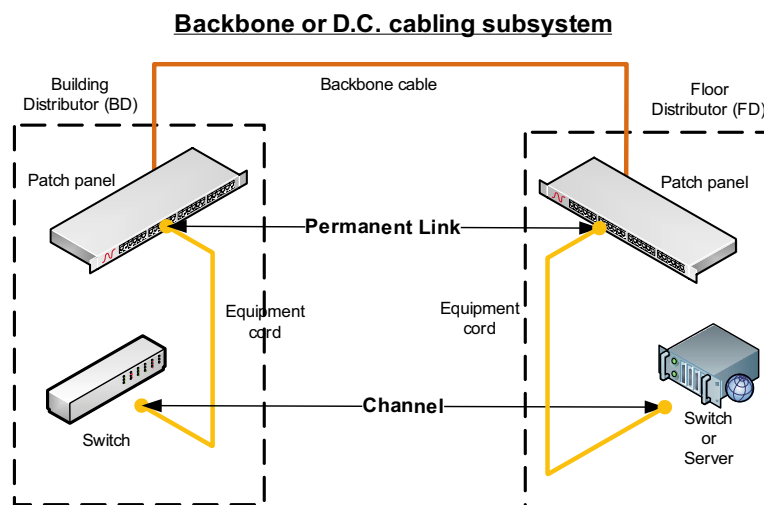 Backbone or D.C. cabling subsystem
Building
Distributor (BD)
Backbone cable
Floor
Distributor (FD)
Patch panel
Patch panel
Permanent Link
Equipment
cord
Equipment
cord
Channel
Switch
Switch
or
Server